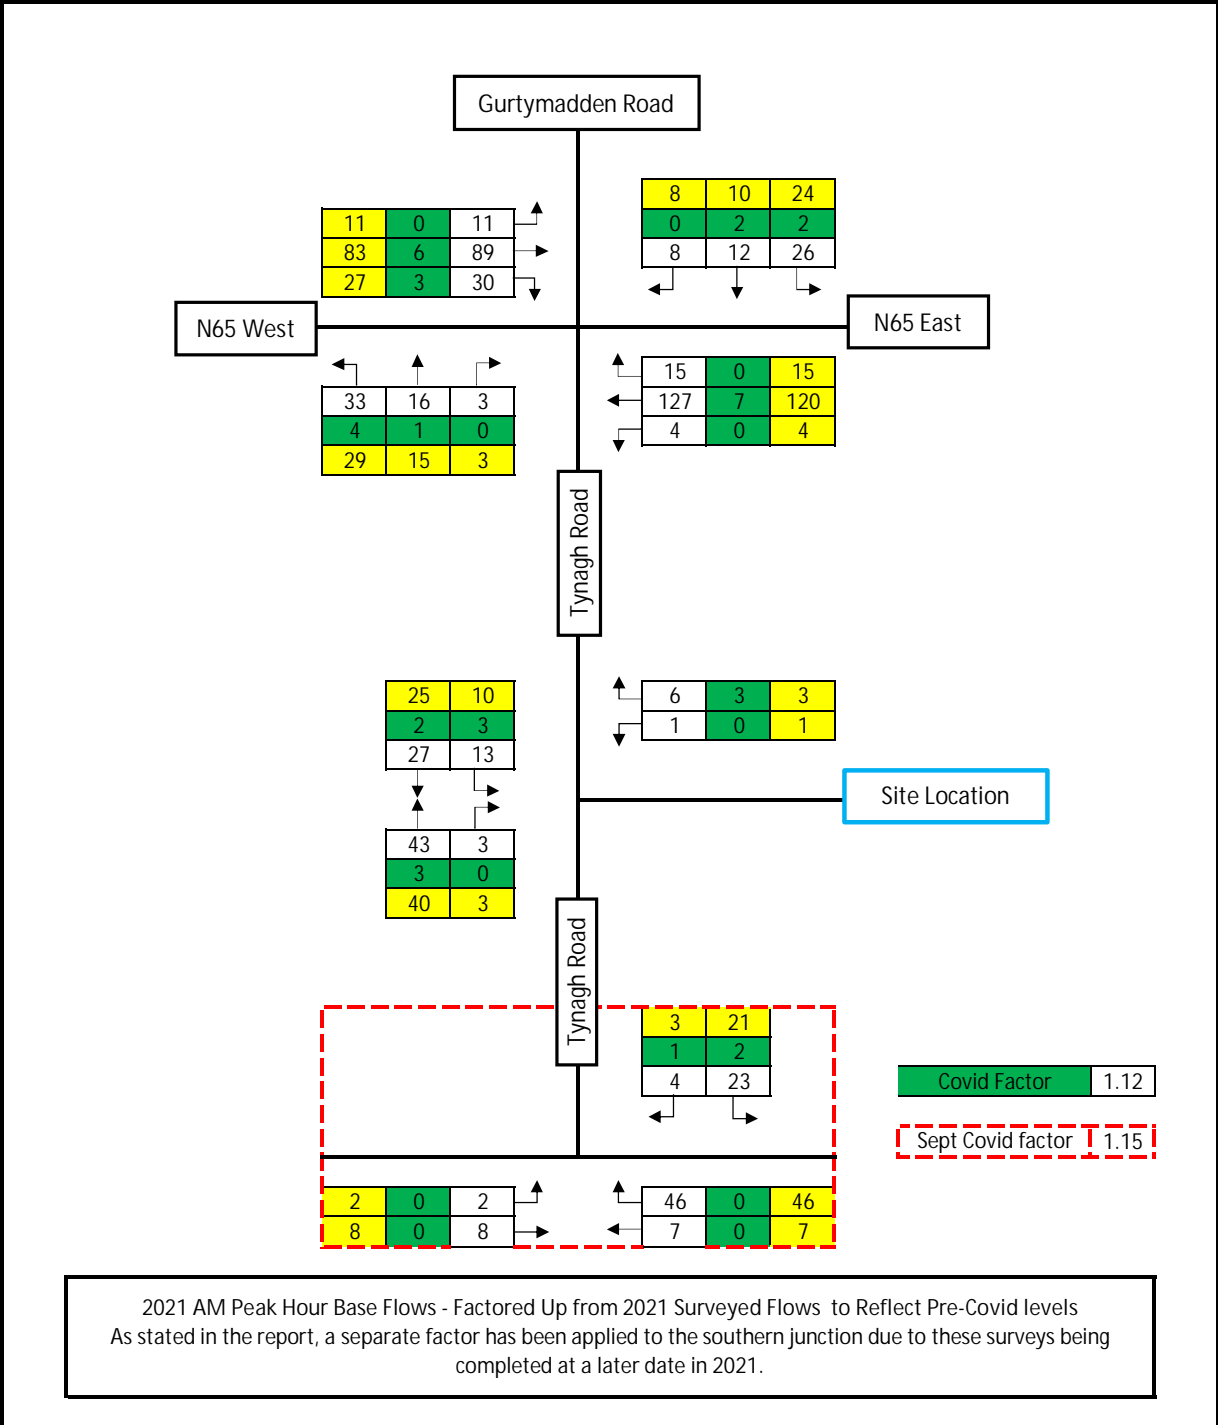 Gurtymadden Road
8 10 24
0 2 2
8 12 26
11 0 11
83 6 89
27 3 30
N65 West
N65 East
33 16 3
4 1 0
29 15 3
15 0 15
127 7 120
4 0 4
Tynagh Road
25 10
2 3
27 13
6 3 3
1 0 1
Site Location
43 3
3 0
40 3
Tynagh Road
3 21
1 2
4 23
Covid Factor 1.12
Sept Covid factor 1.15
2 0 2
8 0 8
46 0 46
7 0 7
2021 AM Peak Hour Base Flows - Factored Up from 2021 Surveyed Flows to Reflect Pre-Covid levels
As stated in the report, a separate factor has been applied to the southern junction due to these surveys being
completed at a later date in 2021.